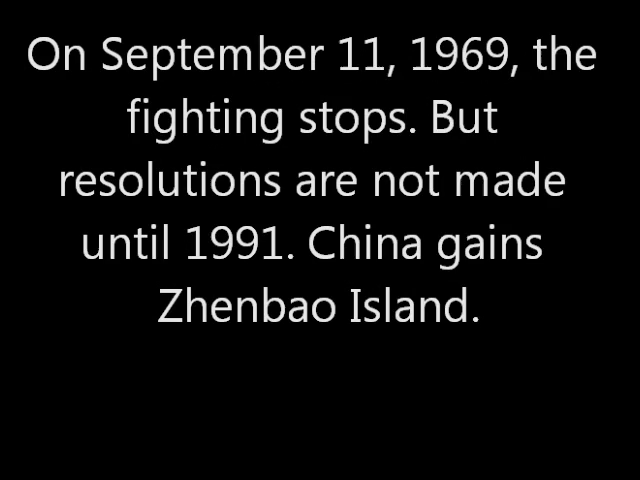 On September 11, 1969, the
fighting stops. But
resolutions are not made
until 1991. China gains
Zhenbao Island.